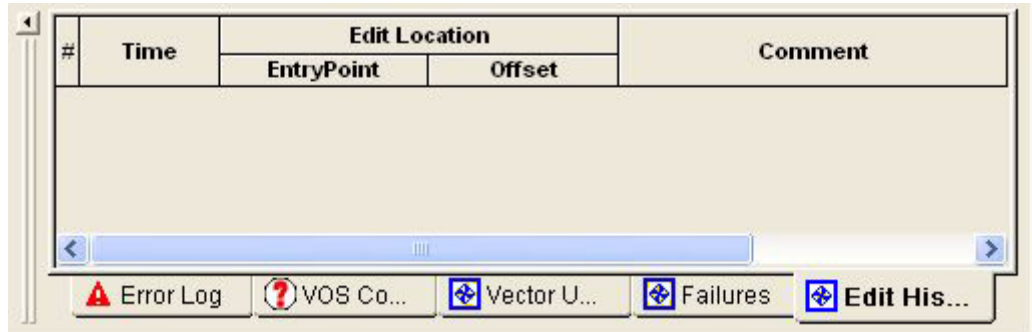 # Time Edit Location Comment
EntryPoint Offset
Error Log VOS Co... Vector U... Failures Edit His...